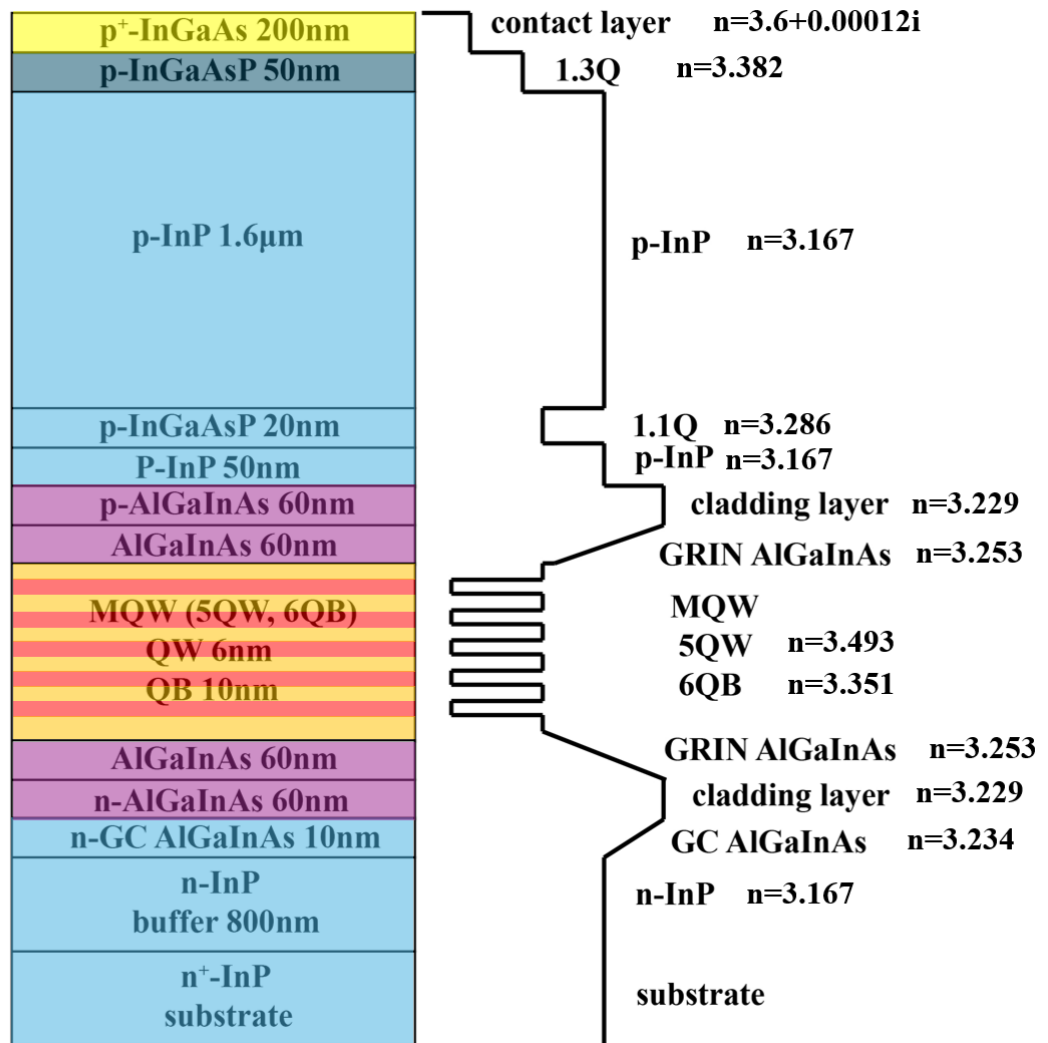 p⁺-InGaAs 200nm
contact layer n=3.6+0.00012i
p-InGaAsP 50nm
1.3Q n=3.382
p-InP 1.6μm
p-InP n=3.167
p-InGaAsP 20nm
1.1Q n=3.286
P-InP 50nm
p-InP n=3.167
p-AlGaInAs 60nm
cladding layer n=3.229
AlGaInAs 60nm
GRIN AlGaInAs n=3.253
MQW (5QW, 6QB)
MQW
QW 6nm
5QW n=3.493
QB 10nm
6QB n=3.351
AlGaInAs 60nm
GRIN AlGaInAs n=3.253
n-AlGaInAs 60nm
cladding layer n=3.229
n-GC AlGaInAs 10nm
GC AlGaInAs n=3.234
n-InP
buffer 800nm
n-InP n=3.167
n⁺-InP
substrate
substrate